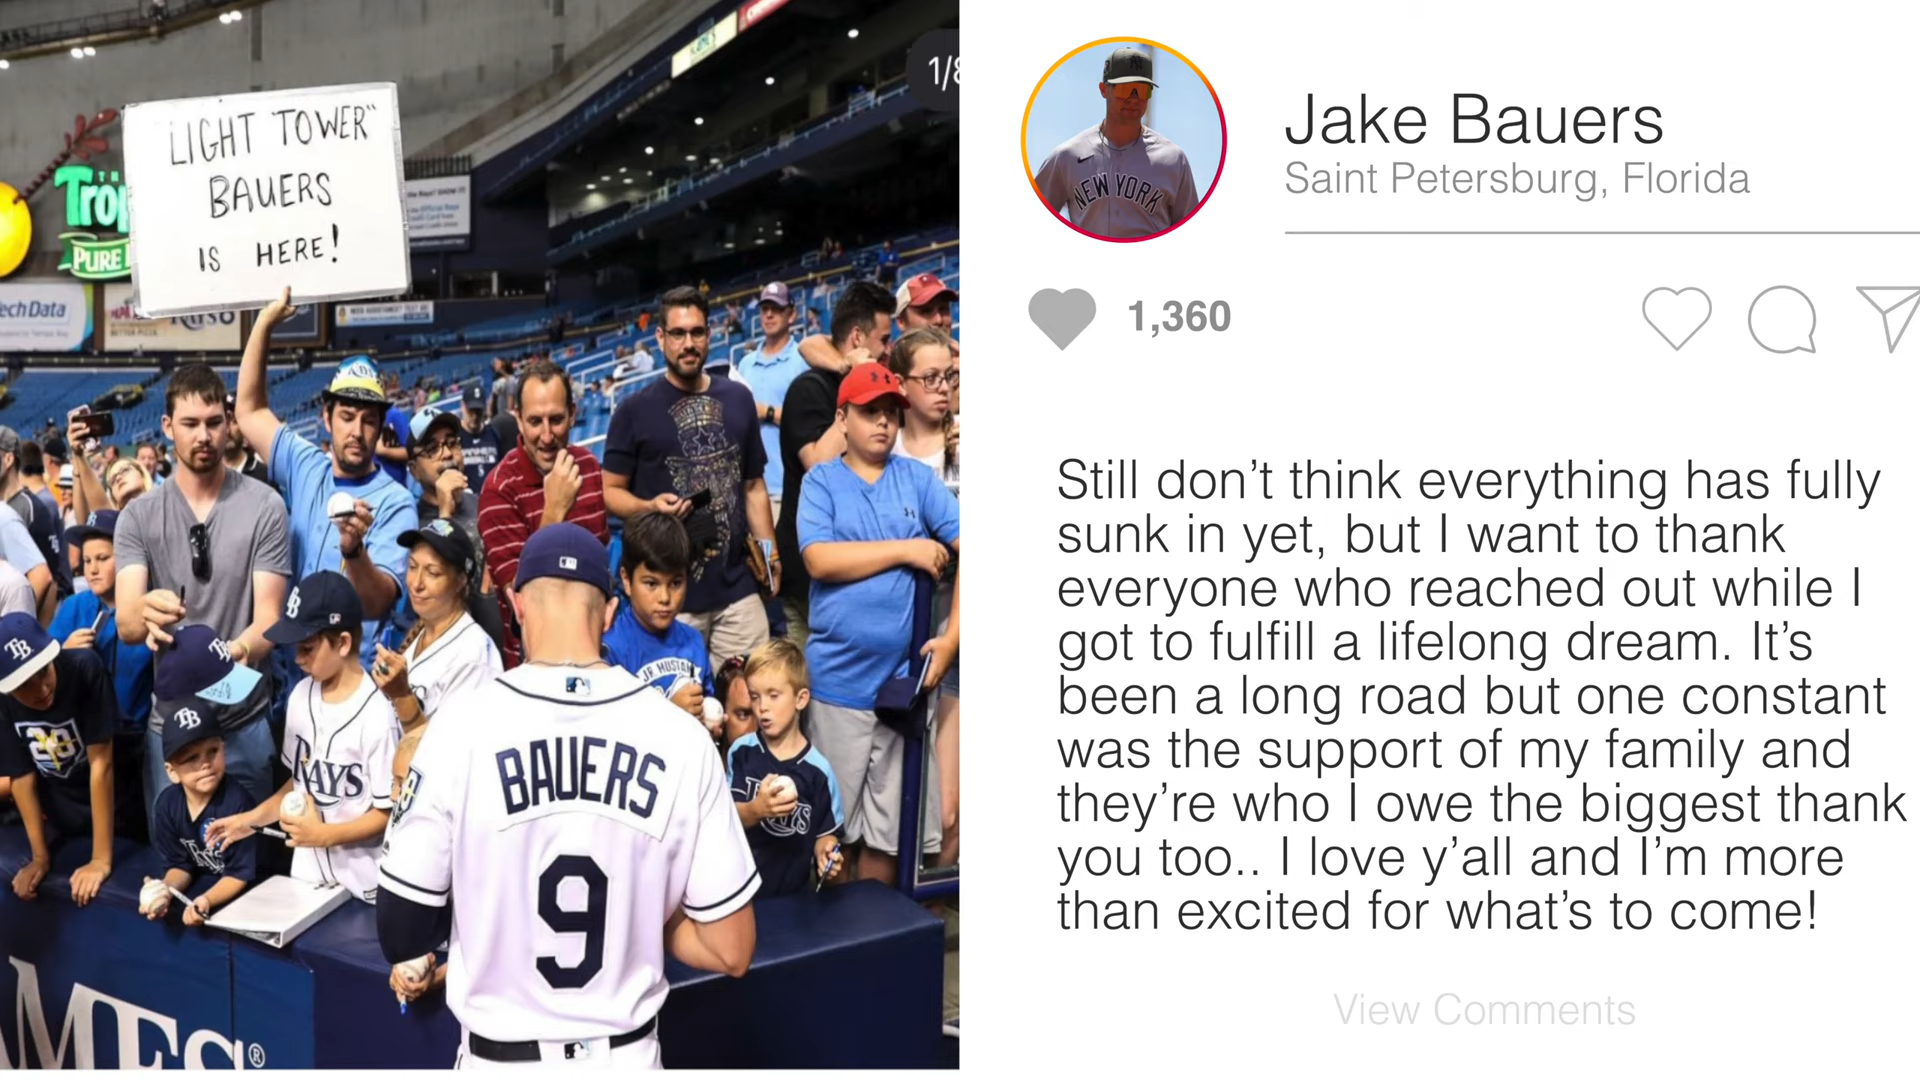 1/8
"LIGHT TOWER"
BAUERS
IS HERE!
PURE
TechData
BAUERS
9
RAYS
TB
TB
JR MUSTANG
NEW YORK
Jake Bauers
Saint Petersburg, Florida
1,360
Still don’t think everything has fully
sunk in yet, but I want to thank
everyone who reached out while I
got to fulfill a lifelong dream. It’s
been a long road but one constant
was the support of my family and
they’re who I owe the biggest thank
you too.. I love y’all and I’m more
than excited for what’s to come!
View Comments